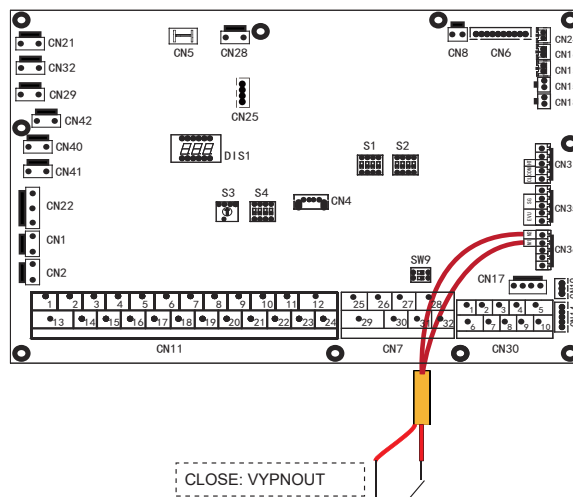 CN21
CN5
CN28
CN8
CN6
CN32
CN29
CN25
CN42
CN40
DIS1
S1
S2
CN41
S3
S4
CN4
CN22
SG
EVU
CN1
CN2
SW9
CN17
1 2 3 4 5 6 7 8 9 10 11 12
25 26 27 28
1 2 3 4 5
13 14 15 16 17 18 19 20 21 22 23 24
29 30 31 32
6 7 8 9 10
CN11
CN7
CN30
CLOSE: VYPNOUT